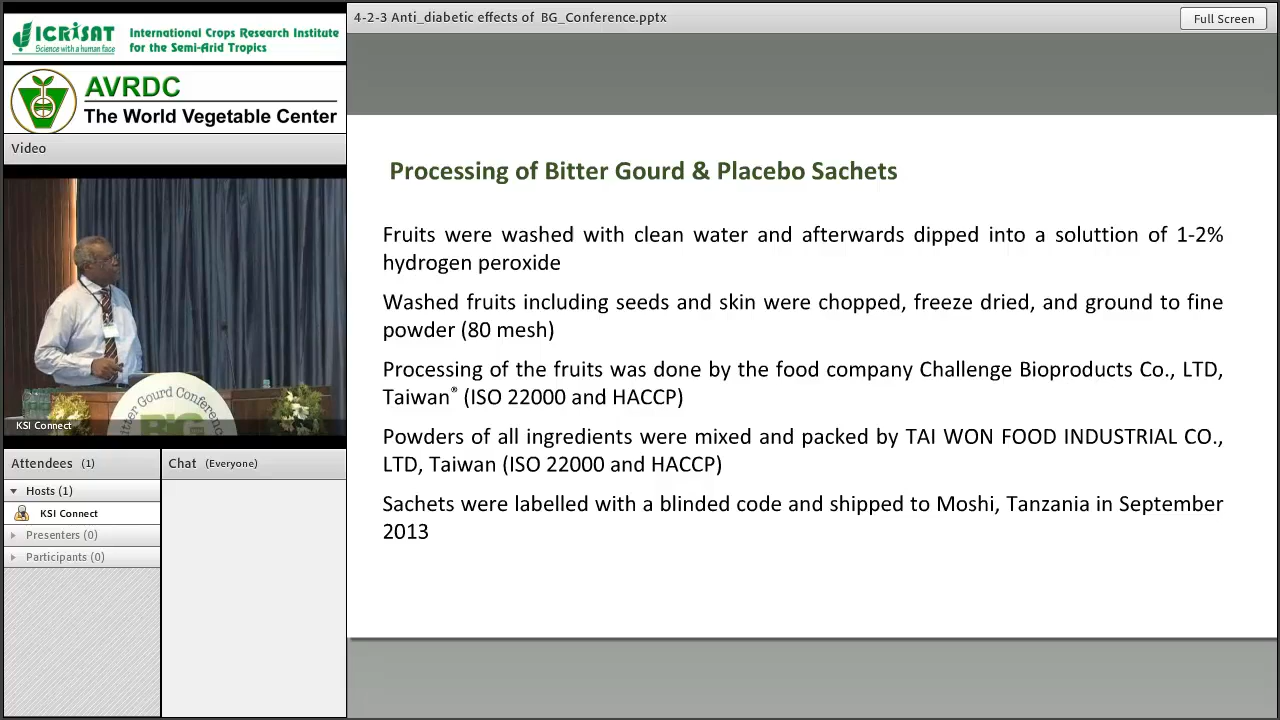 4-2-3 Anti_diabetic effects of BG_Conference.pptx
Full Screen
ICRISAT
Science with a human face
International Crops Research Institute
for the Semi-Arid Tropics
AVRDC
The World Vegetable Center
Video
Bitter Gourd Conference
BG
KSI Connect
Attendees (1)
Hosts (1)
KSI Connect
Presenters (0)
Participants (0)
Chat (Everyone)
Processing of Bitter Gourd & Placebo Sachets
Fruits were washed with clean water and afterwards dipped into a soluttion of 1-2%
hydrogen peroxide
Washed fruits including seeds and skin were chopped, freeze dried, and ground to fine
powder (80 mesh)
Processing of the fruits was done by the food company Challenge Bioproducts Co., LTD,
Taiwan® (ISO 22000 and HACCP)
Powders of all ingredients were mixed and packed by TAI WON FOOD INDUSTRIAL CO.,
LTD, Taiwan (ISO 22000 and HACCP)
Sachets were labelled with a blinded code and shipped to Moshi, Tanzania in September
2013